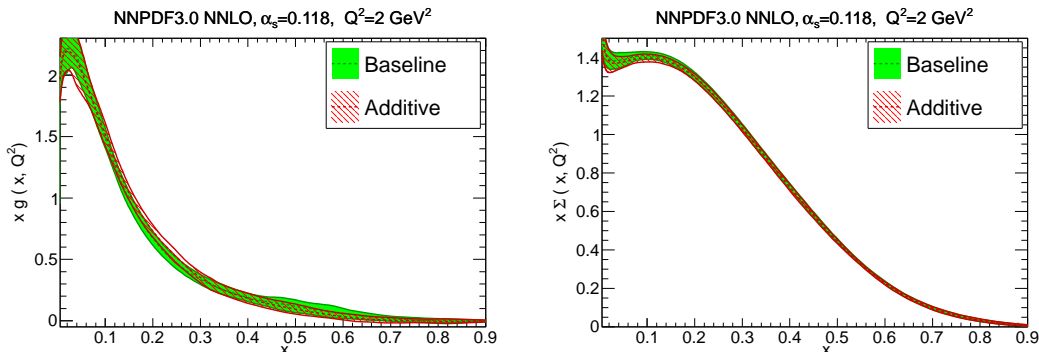 NNPDF3.0 NNLO, αs=0.118, Q²=2 GeV²
x g ( x, Q²)
2
1.5
1
0.5
0
Baseline
Additive
0.1 0.2 0.3 0.4 0.5 0.6 0.7 0.8 0.9
x
NNPDF3.0 NNLO, αs=0.118, Q²=2 GeV²
x Σ ( x, Q²)
1.4
1.2
1
0.8
0.6
0.4
0.2
0
Baseline
Additive
0.1 0.2 0.3 0.4 0.5 0.6 0.7 0.8 0.9
x